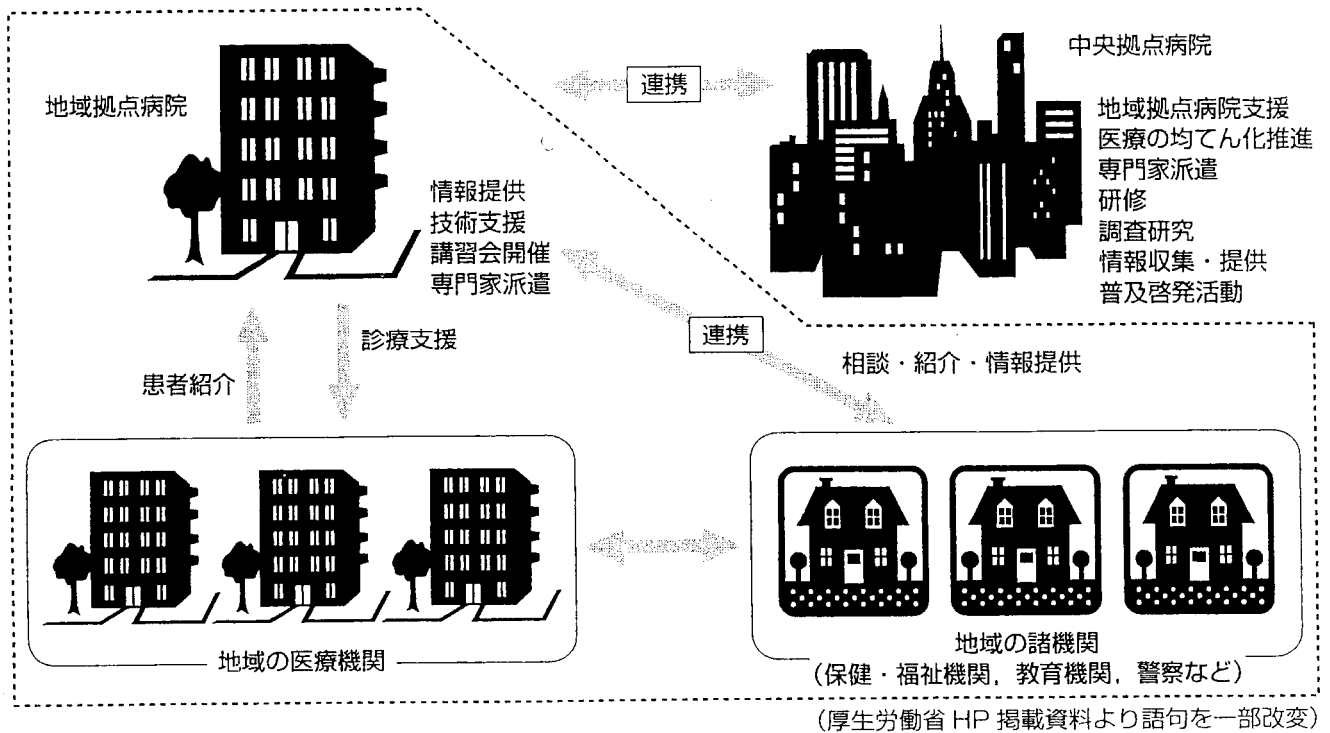 中央拠点病院
連携
地域拠点病院
地域拠点病院支援
医療の均てん化推進
専門家派遣
研修
調査研究
情報収集・提供
普及啓発活動
情報提供
技術支援
講習会開催
専門家派遣
連携
診療支援
患者紹介
相談・紹介・情報提供
地域の医療機関
地域の諸機関
（保健・福祉機関，教育機関，警察など）
（厚生労働省 HP 掲載資料より語句を一部改変）